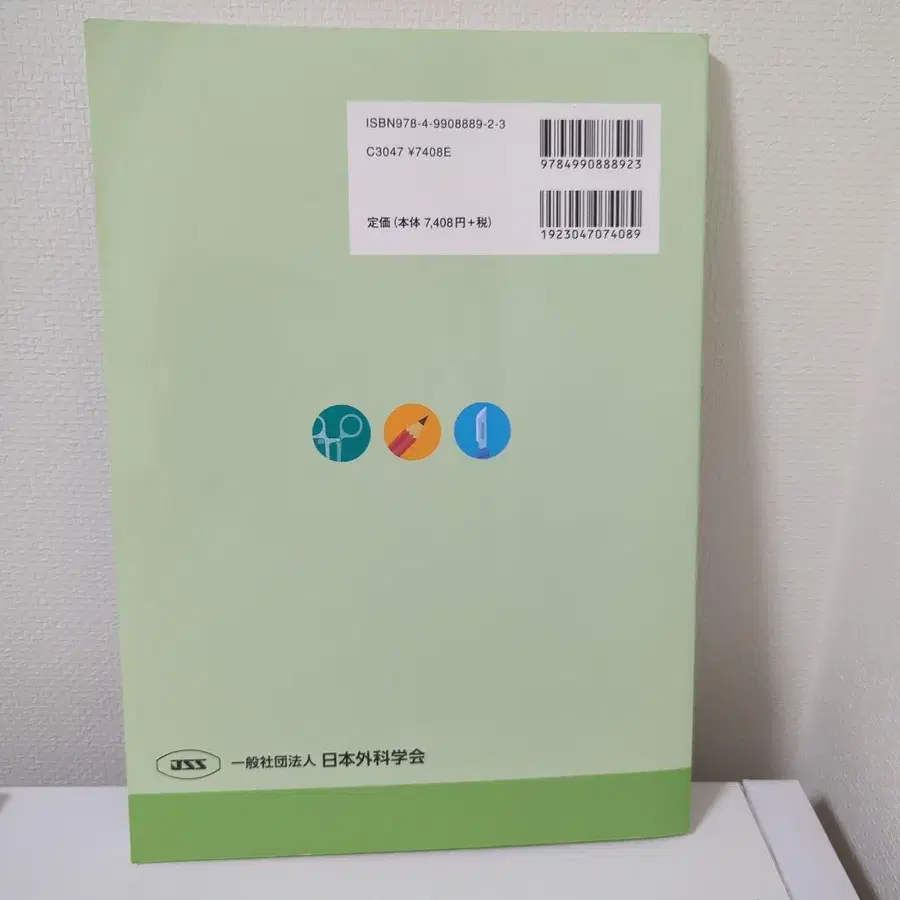 ISBN978-4-9908889-2-3
C3047 ¥7408E
定価(本体 7,408円+税)
9784990888923
1923047074089
JSS 一般社団法人 日本外科学会